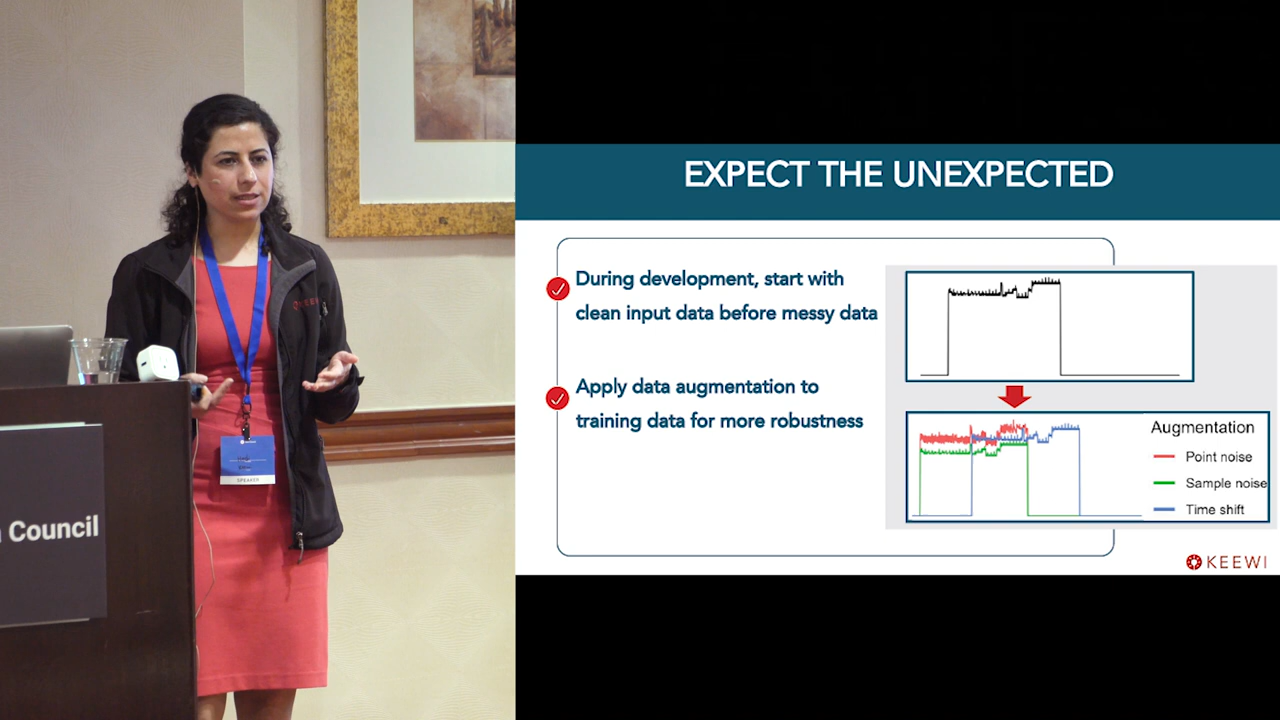 EXPECT THE UNEXPECTED
During development, start with
clean input data before messy data
Apply data augmentation to
training data for more robustness
Augmentation
Point noise
Sample noise
Time shift
KEEWI
Council
SPEAKER